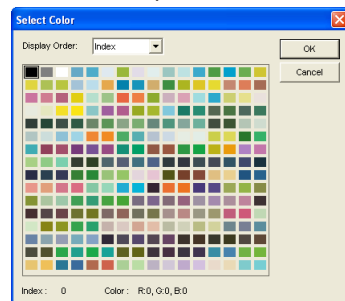 Select Color
Display Order: Index
OK
Cancel
Index : 0 Color : R:0, G:0, B:0